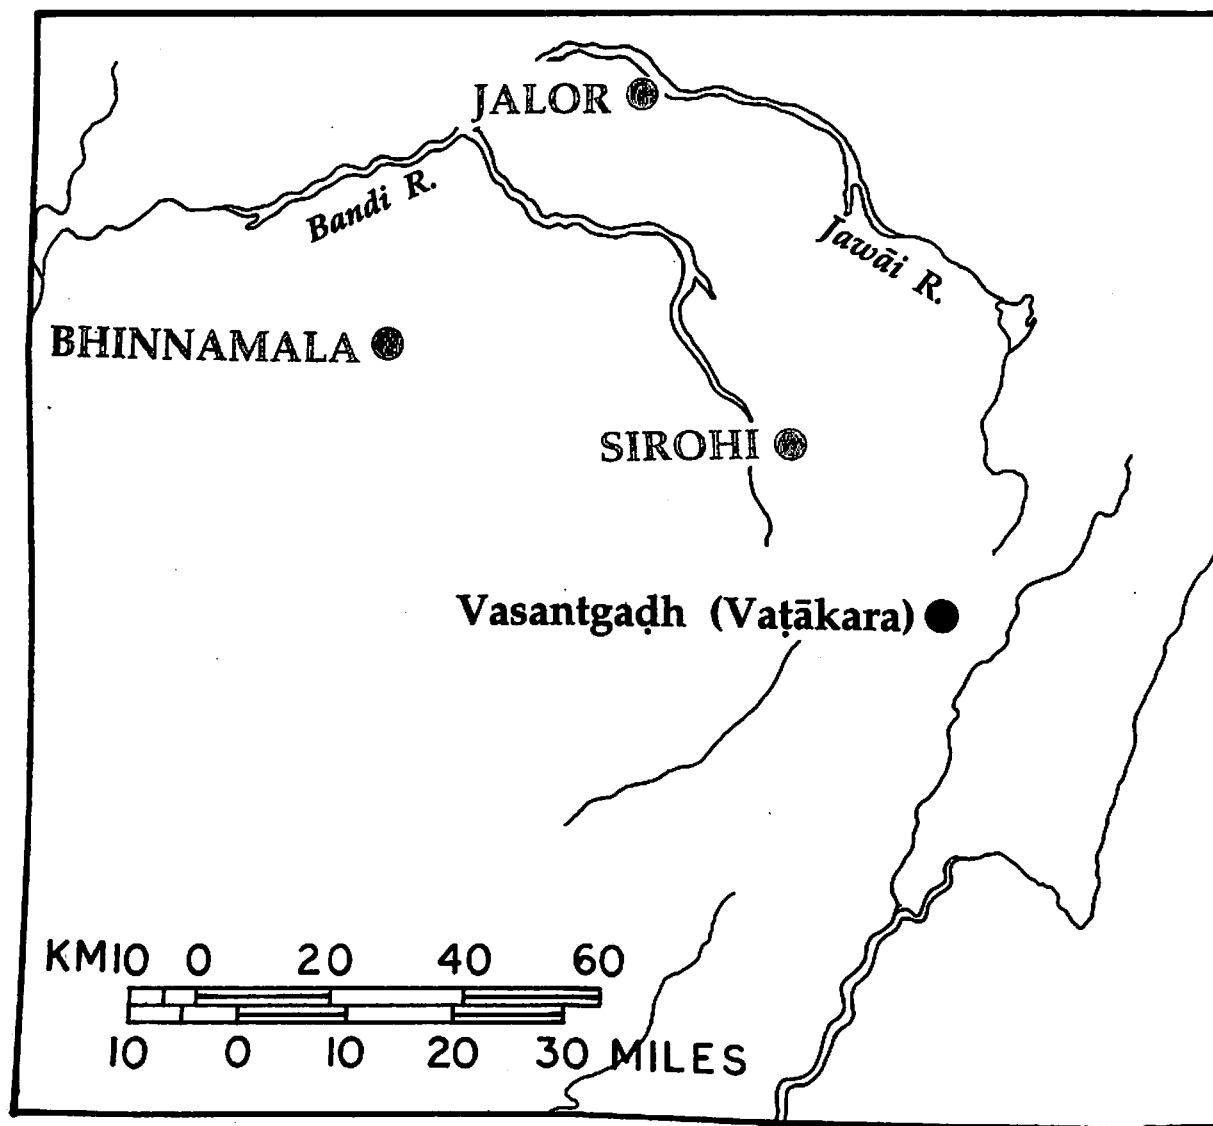 JALOR
Bandi R.
Jawāi R.
BHINNAMALA
SIROHI
Vasantgaḍh (Vaṭākara)
KM10 0 20 40 60
10 0 10 20 30 MILES